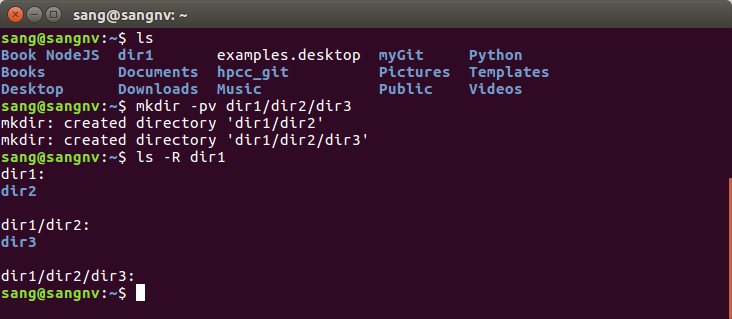 sang@sangnv: ~
sang@sangnv:~$ ls
Book NodeJS  dir1       examples.desktop  myGit     Python
Books        Documents  hpcc_git          Pictures  Templates
Desktop      Downloads  Music             Public    Videos
sang@sangnv:~$ mkdir -pv dir1/dir2/dir3
mkdir: created directory 'dir1/dir2'
mkdir: created directory 'dir1/dir2/dir3'
sang@sangnv:~$ ls -R dir1
dir1:
dir2
dir1/dir2:
dir3
dir1/dir2/dir3:
sang@sangnv:~$